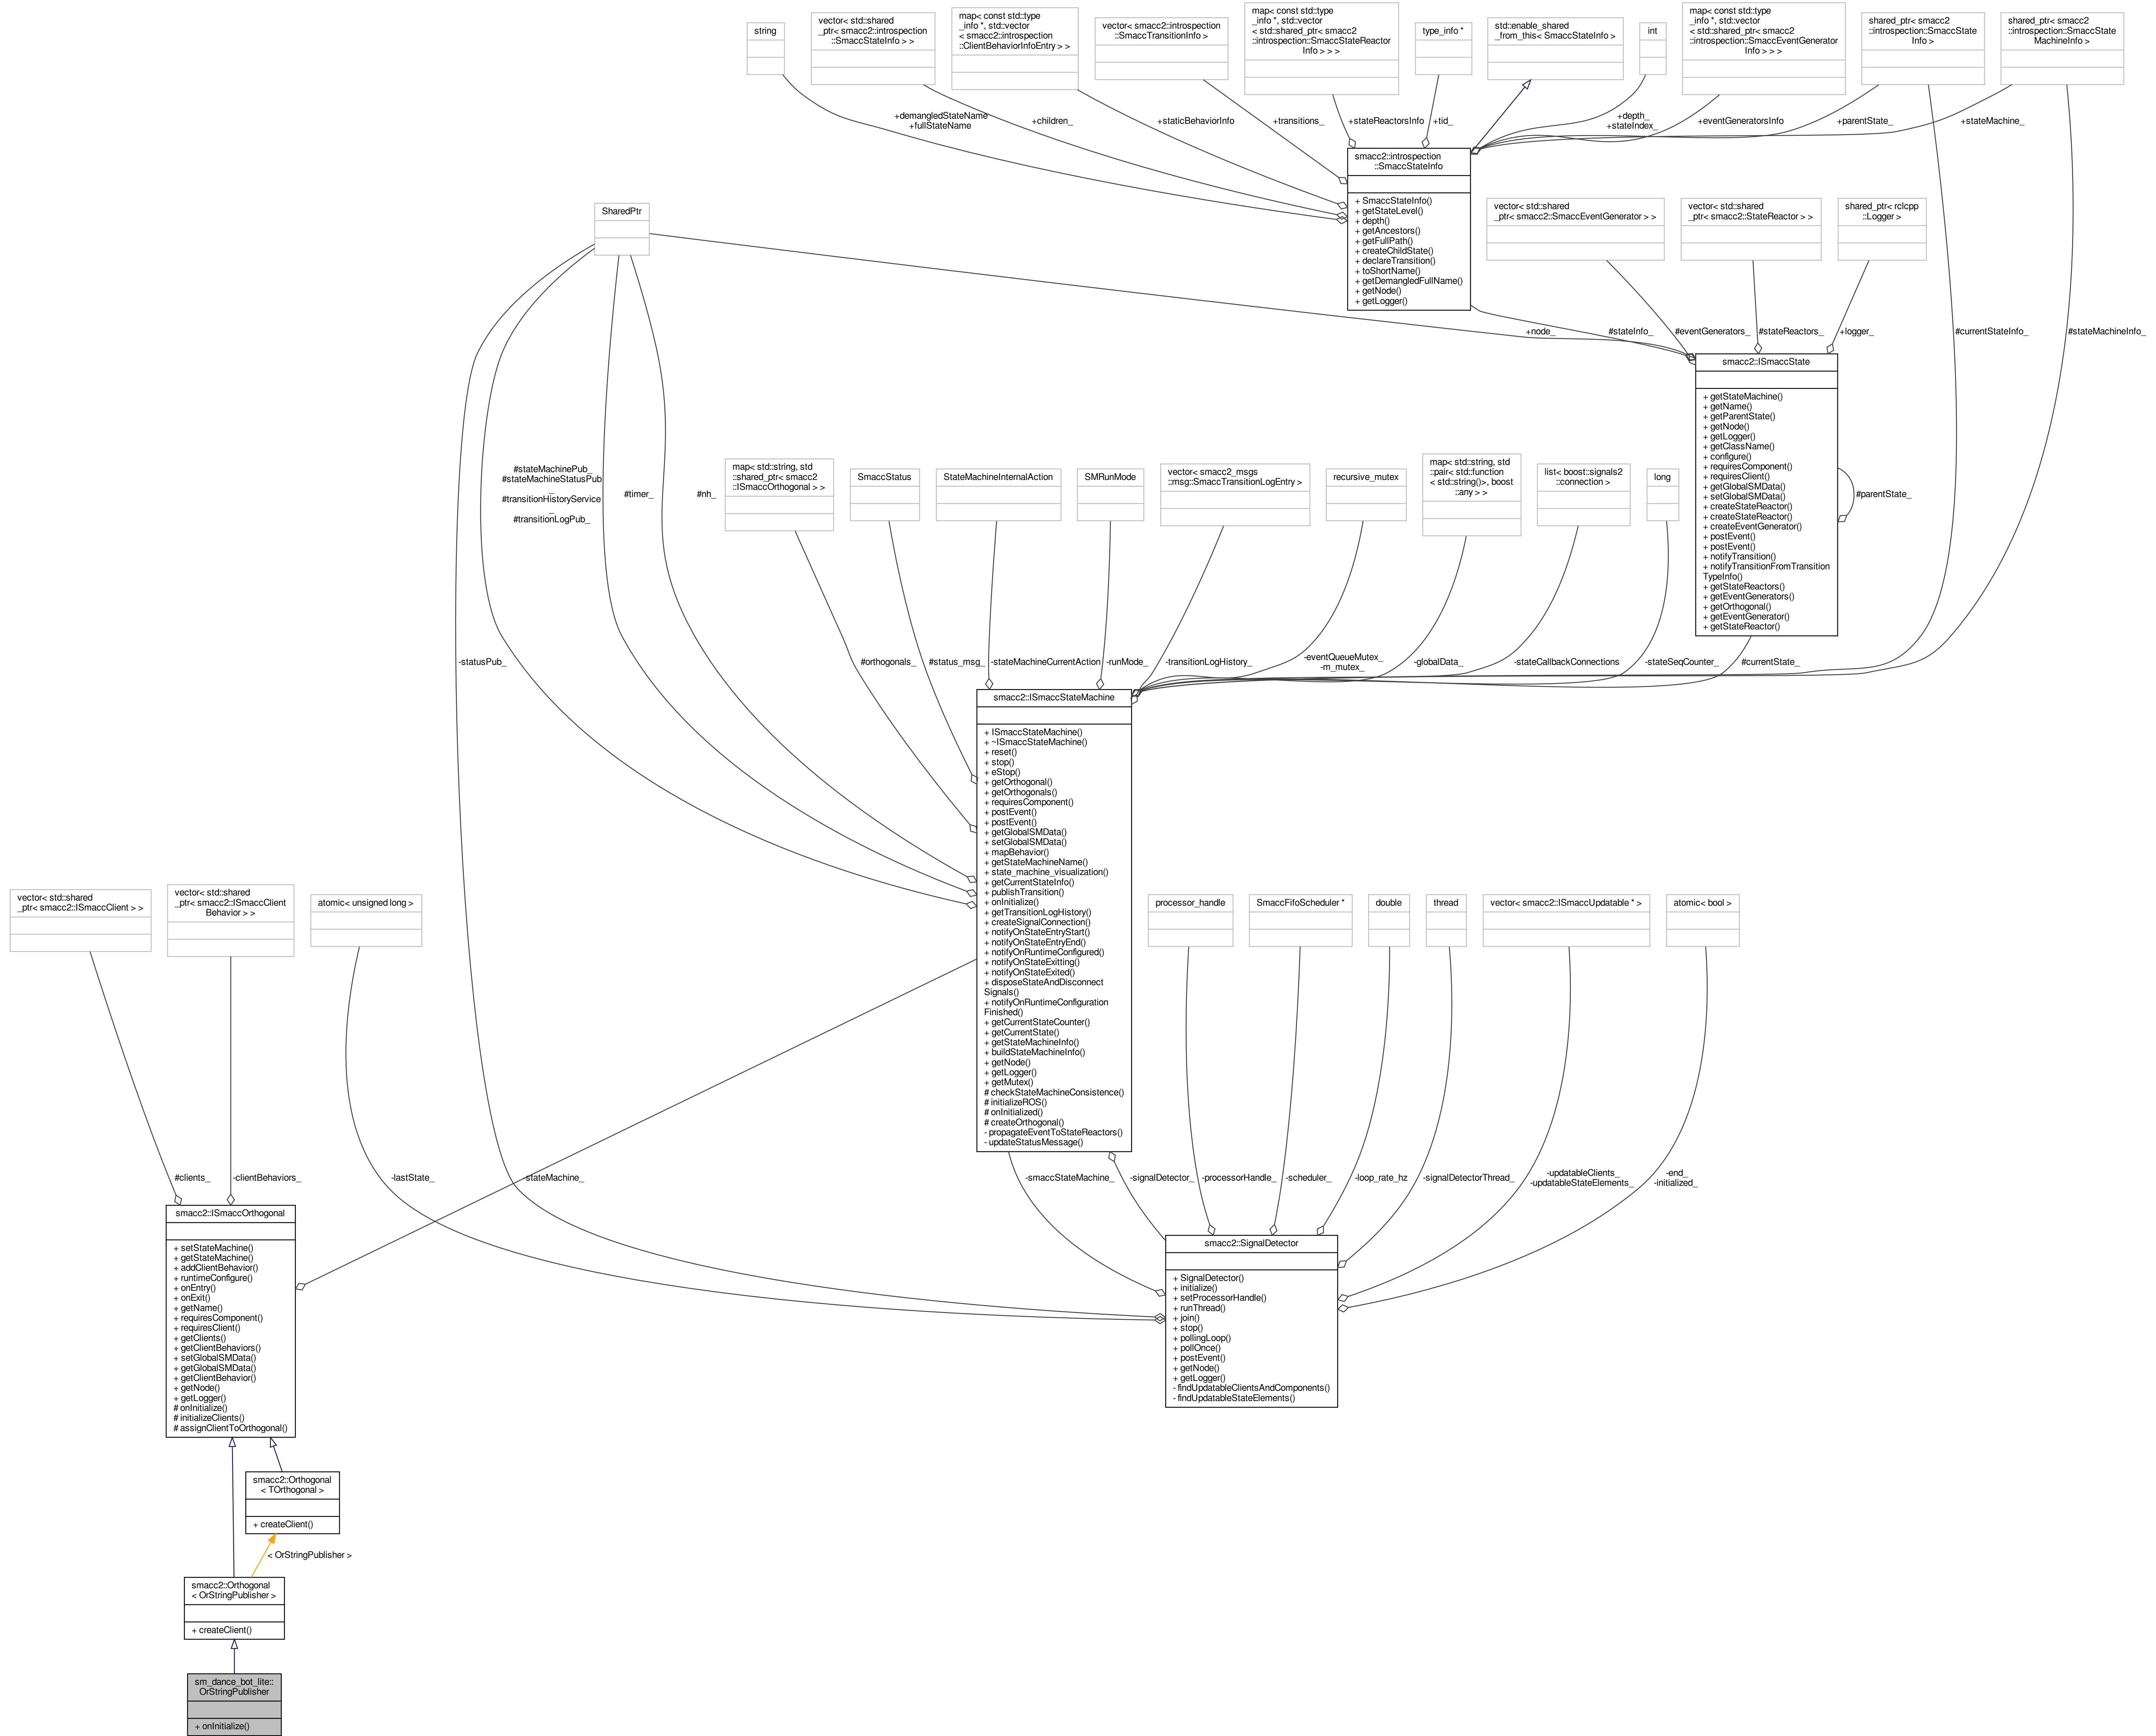 string
vector< std::shared
_ptr< smacc2::introspection
::SmaccStateInfo > >
map< const std::type
_info *, std::vector
< smacc2::introspection
::ClientBehaviorInfoEntry > >
vector< smacc2::introspection
::SmaccTransitionInfo >
map< const std::type
_info *, std::vector
< std::shared_ptr< smacc2
::introspection::SmaccStateReactor
Info > > >
type_info *
std::enable_shared
_from_this< SmaccStateInfo >
int
map< const std::type
_info *, std::vector
< std::shared_ptr< smacc2
::introspection::SmaccEventGenerator
Info > > >
shared_ptr< smacc2
::introspection::SmaccState
Info >
shared_ptr< smacc2
::introspection::SmaccState
MachineInfo >
+demangledStateName
+fullStateName
+children_
+staticBehaviorInfo
+transitions_
+stateReactorsInfo
+tid_
+depth_
+stateIndex_
+eventGeneratorsInfo
+parentState_
+stateMachine_
smacc2::introspection
::SmaccStateInfo
+ SmaccStateInfo()
+ getStateLevel()
+ depth()
+ getAncestors()
+ getFullPath()
+ createChildState()
+ declareTransition()
+ toShortName()
+ getDemangledFullName()
+ getNode()
+ getLogger()
SharedPtr
vector< std::shared
_ptr< smacc2::SmaccEventGenerator > >
vector< std::shared
_ptr< smacc2::StateReactor > >
shared_ptr< rclcpp
::Logger >
+node_
#stateInfo_
#eventGenerators_
#stateReactors_
+logger_
#currentStateInfo_
#stateMachineInfo_
smacc2::ISmaccState
+ getStateMachine()
+ getName()
+ getParentState()
+ getNode()
+ getLogger()
+ getClassName()
+ configure()
+ requiresComponent()
+ requiresClient()
+ getGlobalSMData()
+ setGlobalSMData()
+ createStateReactor()
+ createStateReactor()
+ createEventGenerator()
+ postEvent()
+ postEvent()
+ notifyTransition()
+ notifyTransitionFromTransition
TypeInfo()
+ getStateReactors()
+ getEventGenerators()
+ getOrthogonal()
+ getEventGenerator()
+ getStateReactor()
#parentState_
#stateMachinePub_
#stateMachineStatusPub
_
#transitionHistoryService
_
#transitionLogPub_
#timer_
#nh_
map< std::string, std
::shared_ptr< smacc2
::ISmaccOrthogonal > >
SmaccStatus
StateMachineInternalAction
SMRunMode
vector< smacc2_msgs
::msg::SmaccTransitionLogEntry >
recursive_mutex
map< std::string, std
::pair< std::function
< std::string()>, boost
::any > >
list< boost::signals2
::connection >
long
-statusPub_
#orthogonals_
#status_msg_
-stateMachineCurrentAction
-runMode_
-transitionLogHistory_
-eventQueueMutex_
-m_mutex_
-globalData_
-stateCallbackConnections
-stateSeqCounter_
#currentState_
smacc2::ISmaccStateMachine
+ ISmaccStateMachine()
+ ~ISmaccStateMachine()
+ reset()
+ stop()
+ eStop()
+ getOrthogonal()
+ getOrthogonals()
+ requiresComponent()
+ postEvent()
+ postEvent()
+ getGlobalSMData()
+ setGlobalSMData()
+ mapBehavior()
+ getStateMachineName()
+ state_machine_visualization()
+ getCurrentStateInfo()
+ publishTransition()
+ onInitialize()
+ getTransitionLogHistory()
+ createSignalConnection()
+ notifyOnStateEntryStart()
+ notifyOnStateEntryEnd()
+ notifyOnRuntimeConfigured()
+ notifyOnStateExitting()
+ notifyOnStateExited()
+ disposeStateAndDisconnect
Signals()
+ notifyOnRuntimeConfiguration
Finished()
+ getCurrentStateCounter()
+ getCurrentState()
+ getStateMachineInfo()
+ buildStateMachineInfo()
+ getNode()
+ getLogger()
+ getMutex()
# checkStateMachineConsistence()
# initializeROS()
# onInitialized()
# createOrthogonal()
- propagateEventToStateReactors()
- updateStatusMessage()
vector< std::shared
_ptr< smacc2::ISmaccClient > >
vector< std::shared
_ptr< smacc2::ISmaccClient
Behavior > >
atomic< unsigned long >
processor_handle
SmaccFifoScheduler *
double
thread
vector< smacc2::ISmaccUpdatable * >
atomic< bool >
#clients_
-clientBehaviors_
-lastState_
-stateMachine_
-smaccStateMachine_
-signalDetector_
-processorHandle_
-scheduler_
-loop_rate_hz
-signalDetectorThread_
-updatableClients_
-updatableStateElements_
-end_
-initialized_
smacc2::ISmaccOrthogonal
+ setStateMachine()
+ getStateMachine()
+ addClientBehavior()
+ runtimeConfigure()
+ onEntry()
+ onExit()
+ getName()
+ requiresComponent()
+ requiresClient()
+ getClients()
+ getClientBehaviors()
+ setGlobalSMData()
+ getGlobalSMData()
+ getClientBehavior()
+ getNode()
+ getLogger()
# onInitialize()
# initializeClients()
# assignClientToOrthogonal()
smacc2::SignalDetector
+ SignalDetector()
+ initialize()
+ setProcessorHandle()
+ runThread()
+ join()
+ stop()
+ pollingLoop()
+ pollOnce()
+ postEvent()
+ getNode()
+ getLogger()
- findUpdatableClientsAndComponents()
- findUpdatableStateElements()
smacc2::Orthogonal
< TOrthogonal >
+ createClient()
< OrStringPublisher >
smacc2::Orthogonal
< OrStringPublisher >
+ createClient()
sm_dance_bot_lite::
OrStringPublisher
+ onInitialize()